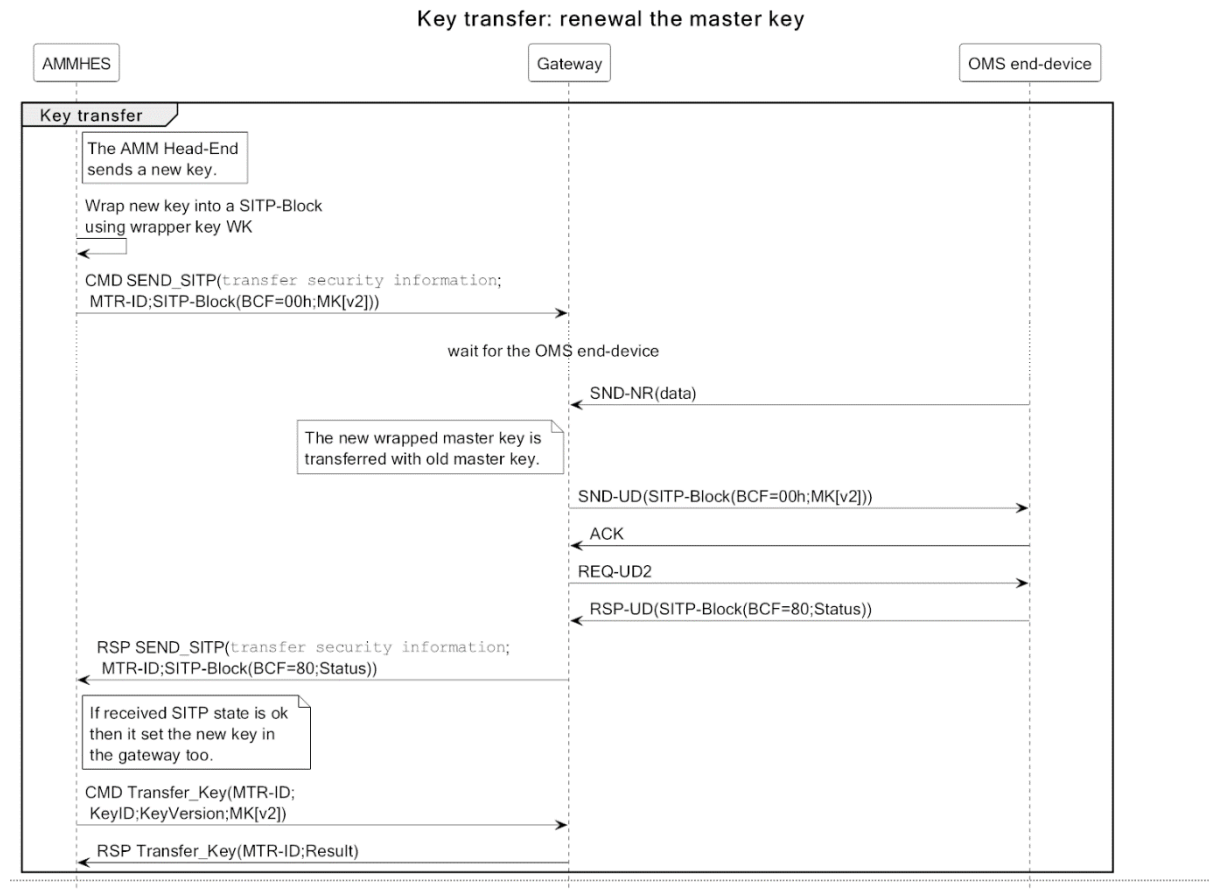 Key transfer: renewal the master key
AMMHES
Gateway
OMS end-device
Key transfer
The AMM Head-End
sends a new key.
Wrap new key into a SITP-Block
using wrapper key WK
CMD SEND_SITP(transfer security information;
MTR-ID;SITP-Block(BCF=00h;MK[v2]))
wait for the OMS end-device
SND-NR(data)
The new wrapped master key is
transferred with old master key.
SND-UD(SITP-Block(BCF=00h;MK[v2]))
ACK
REQ-UD2
RSP-UD(SITP-Block(BCF=80;Status))
RSP SEND_SITP(transfer security information;
MTR-ID;SITP-Block(BCF=80;Status))
If received SITP state is ok
then it set the new key in
the gateway too.
CMD Transfer_Key(MTR-ID;
KeyID;KeyVersion;MK[v2])
RSP Transfer_Key(MTR-ID;Result)